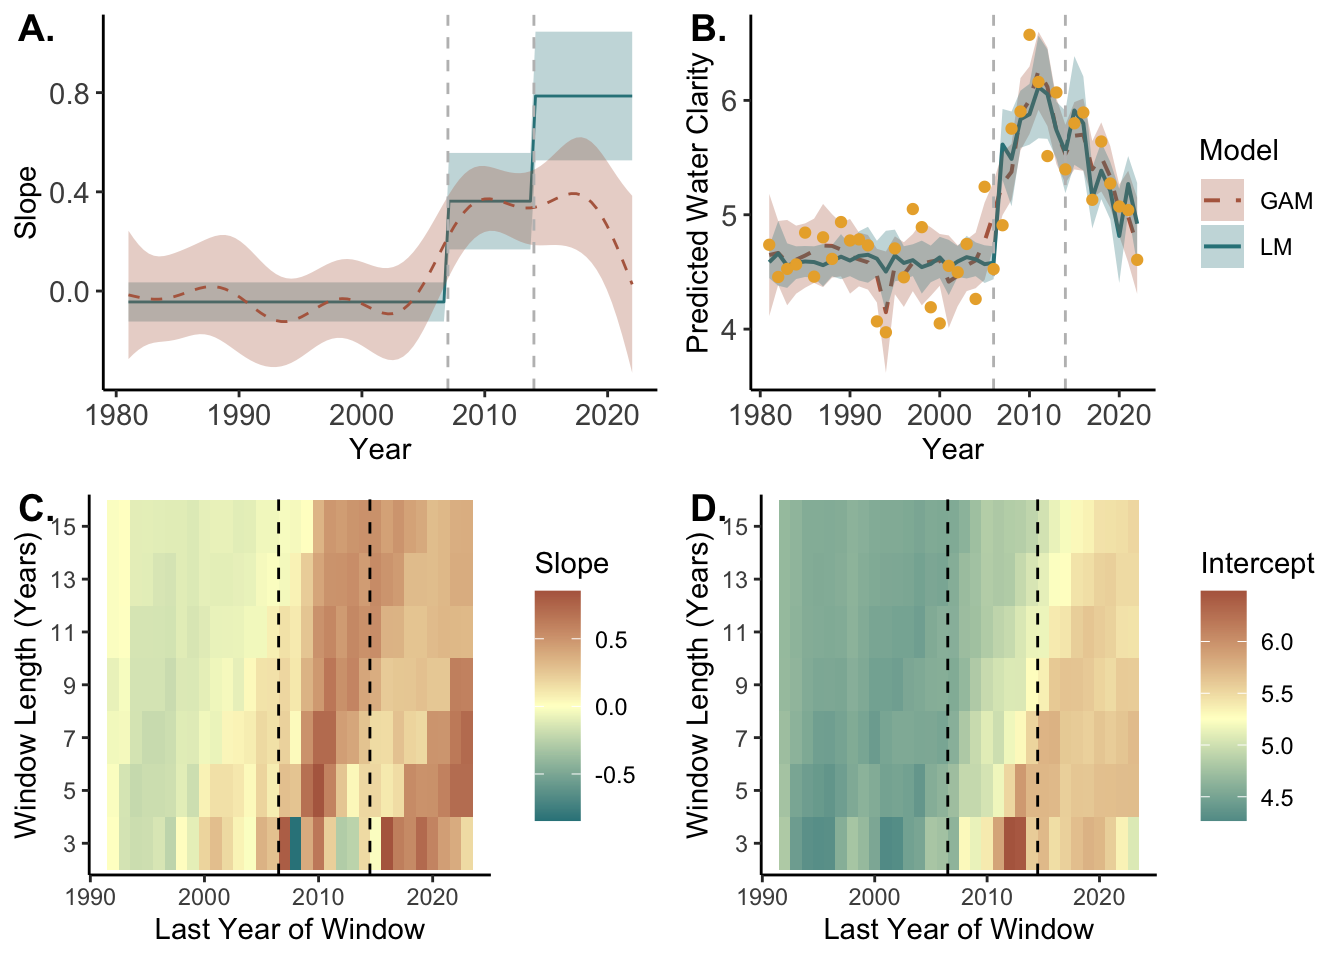 A.
Slope
0.8
0.4
0.0
1980 1990 2000 2010 2020
Year
B.
Predicted Water Clarity
6
5
4
1980 1990 2000 2010 2020
Year
Model
GAM
LM
C.
Window Length (Years)
15
13
11
9
7
5
3
1990 2000 2010 2020
Last Year of Window
Slope
0.5
0.0
-0.5
D.
Window Length (Years)
15
13
11
9
7
5
3
1990 2000 2010 2020
Last Year of Window
Intercept
6.0
5.5
5.0
4.5